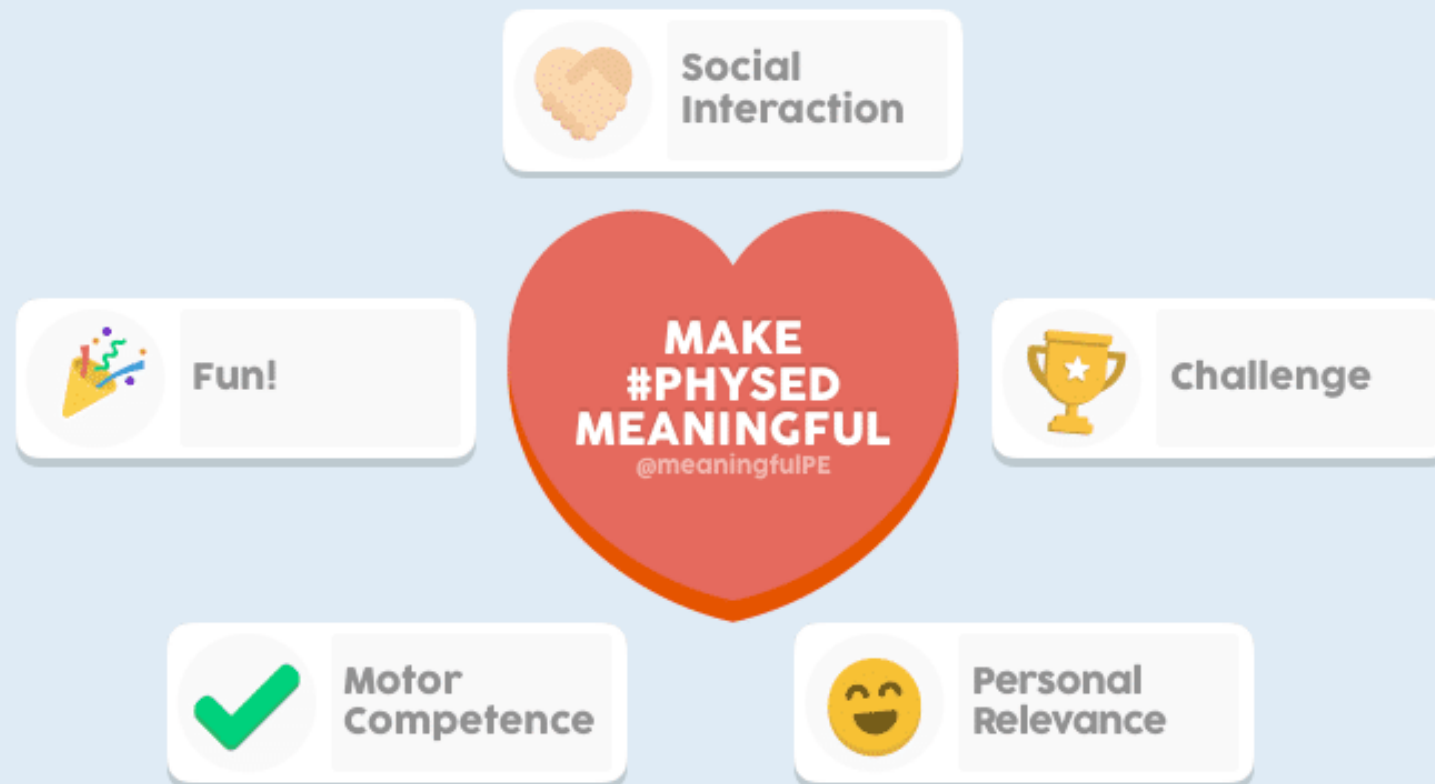 Social
Interaction
Fun!
MAKE
#PHYSED
MEANINGFUL
@meaningfulPE
Challenge
Motor
Competence
Personal
Relevance